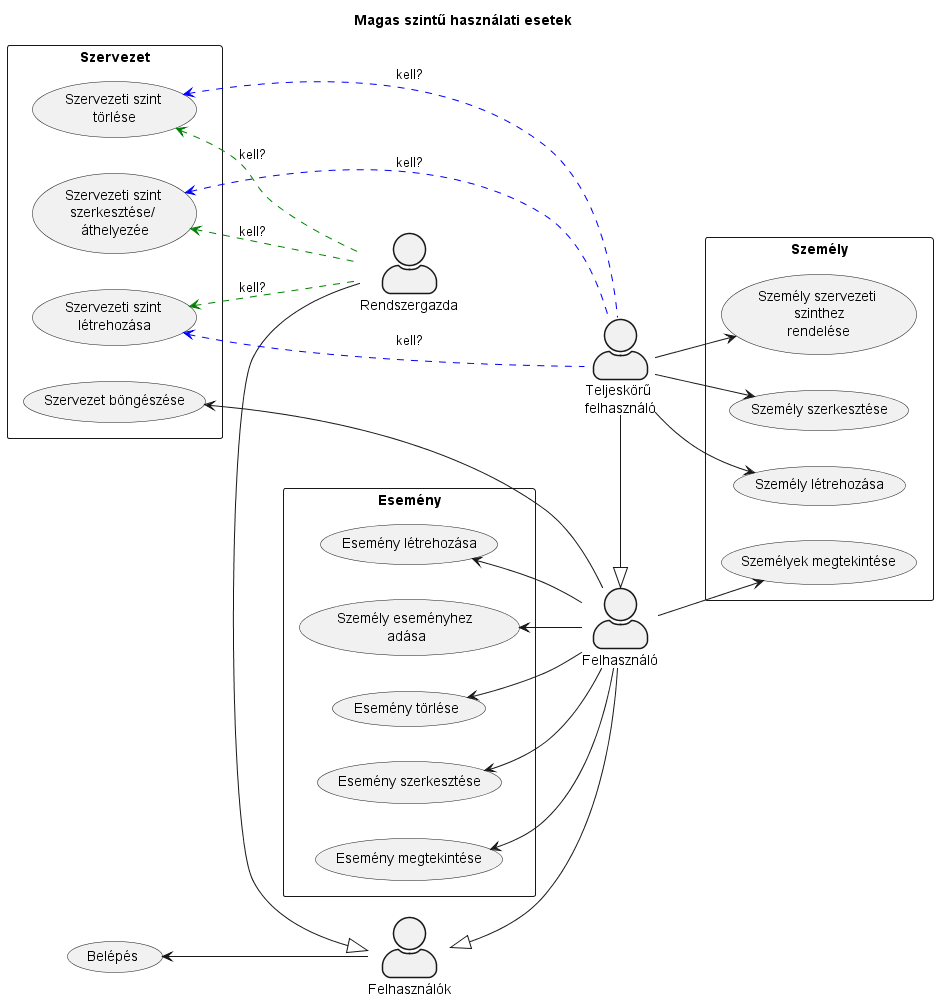 Magas szintű használati esetek
Szervezet
Szervezeti szint
törlése
Szervezeti szint
szerkesztése/
áthelyezée
Szervezeti szint
létrehozása
Szervezet böngészése
kell?
kell?
kell?
kell?
kell?
kell?
Rendszergazda
Teljeskörű
felhasználó
Személy
Személy szervezeti
szinthez
rendelése
Személy szerkesztése
Személy létrehozása
Személyek megtekintése
Esemény
Esemény létrehozása
Személy eseményhez
adása
Esemény törlése
Esemény szerkesztése
Esemény megtekintése
Felhasználó
Belépés
Felhasználók